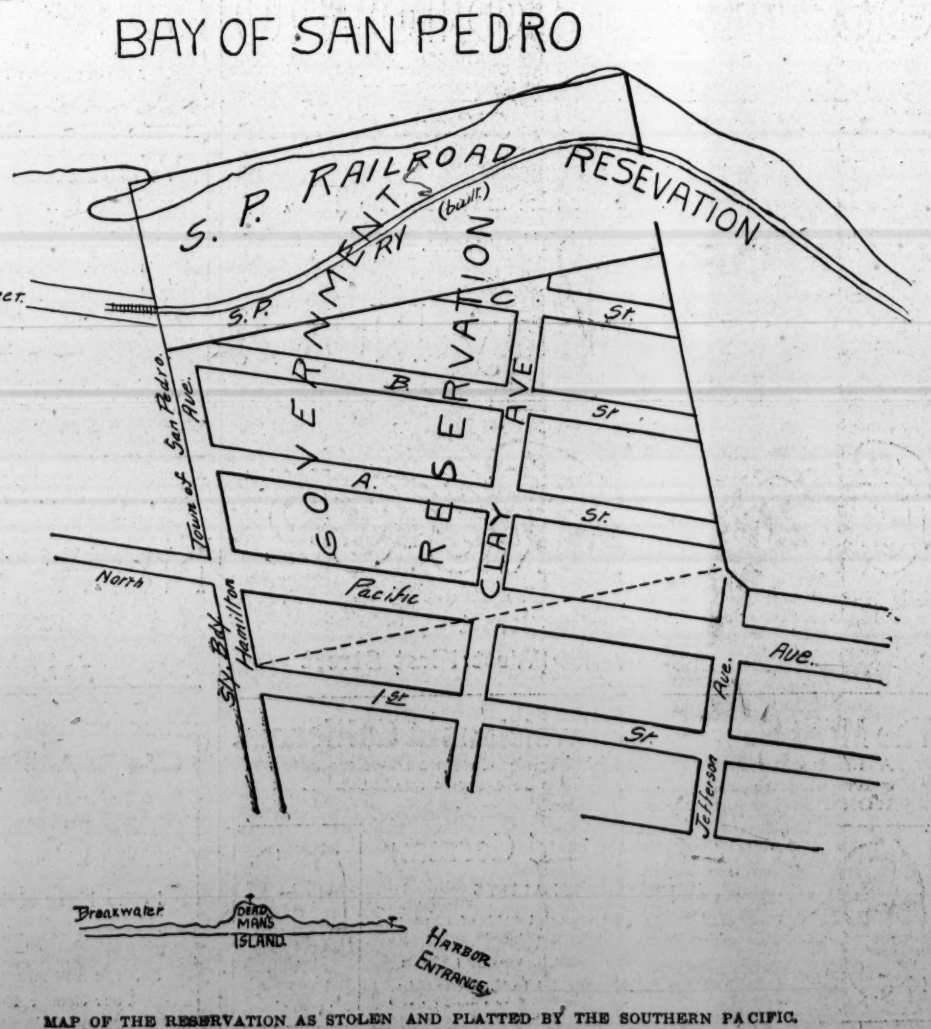 BAY OF SAN PEDRO
S. P. RAILROAD RESEVATION
(built)
S.P. RY
GOVERNMENT
RESERVATION
C St.
B. St.
A St.
CLAY AVE
Town of San Pedro.
Ave.
North
Pacific Ave.
Hamilton
1st St.
Ave.
Jefferson
Breakwater.
DEAD
MANS
ISLAND
HARBOR
ENTRANCE
MAP OF THE RESERVATION AS STOLEN AND PLATTED BY THE SOUTHERN PACIFIC.